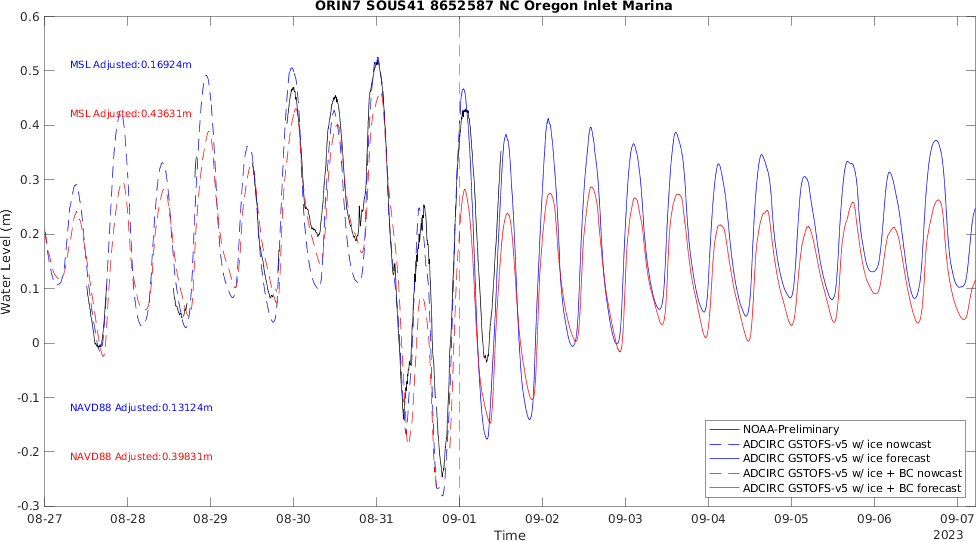 ORIN7 SOUS41 8652587 NC Oregon Inlet Marina
0.6
0.5
0.4
0.3
0.2
0.1
0
-0.1
-0.2
-0.3
Water Level (m)
MSL Adjusted:0.16924m
MSL Adjusted:0.43631m
NAVD88 Adjusted:0.13124m
NAVD88 Adjusted:0.39831m
NOAA-Preliminary
ADCIRC GSTOFS-v5 w/ ice nowcast
ADCIRC GSTOFS-v5 w/ ice forecast
ADCIRC GSTOFS-v5 w/ ice + BC nowcast
ADCIRC GSTOFS-v5 w/ ice + BC forecast
08-27 08-28 08-29 08-30 08-31 09-01 09-02 09-03 09-04 09-05 09-06 09-07
Time
2023